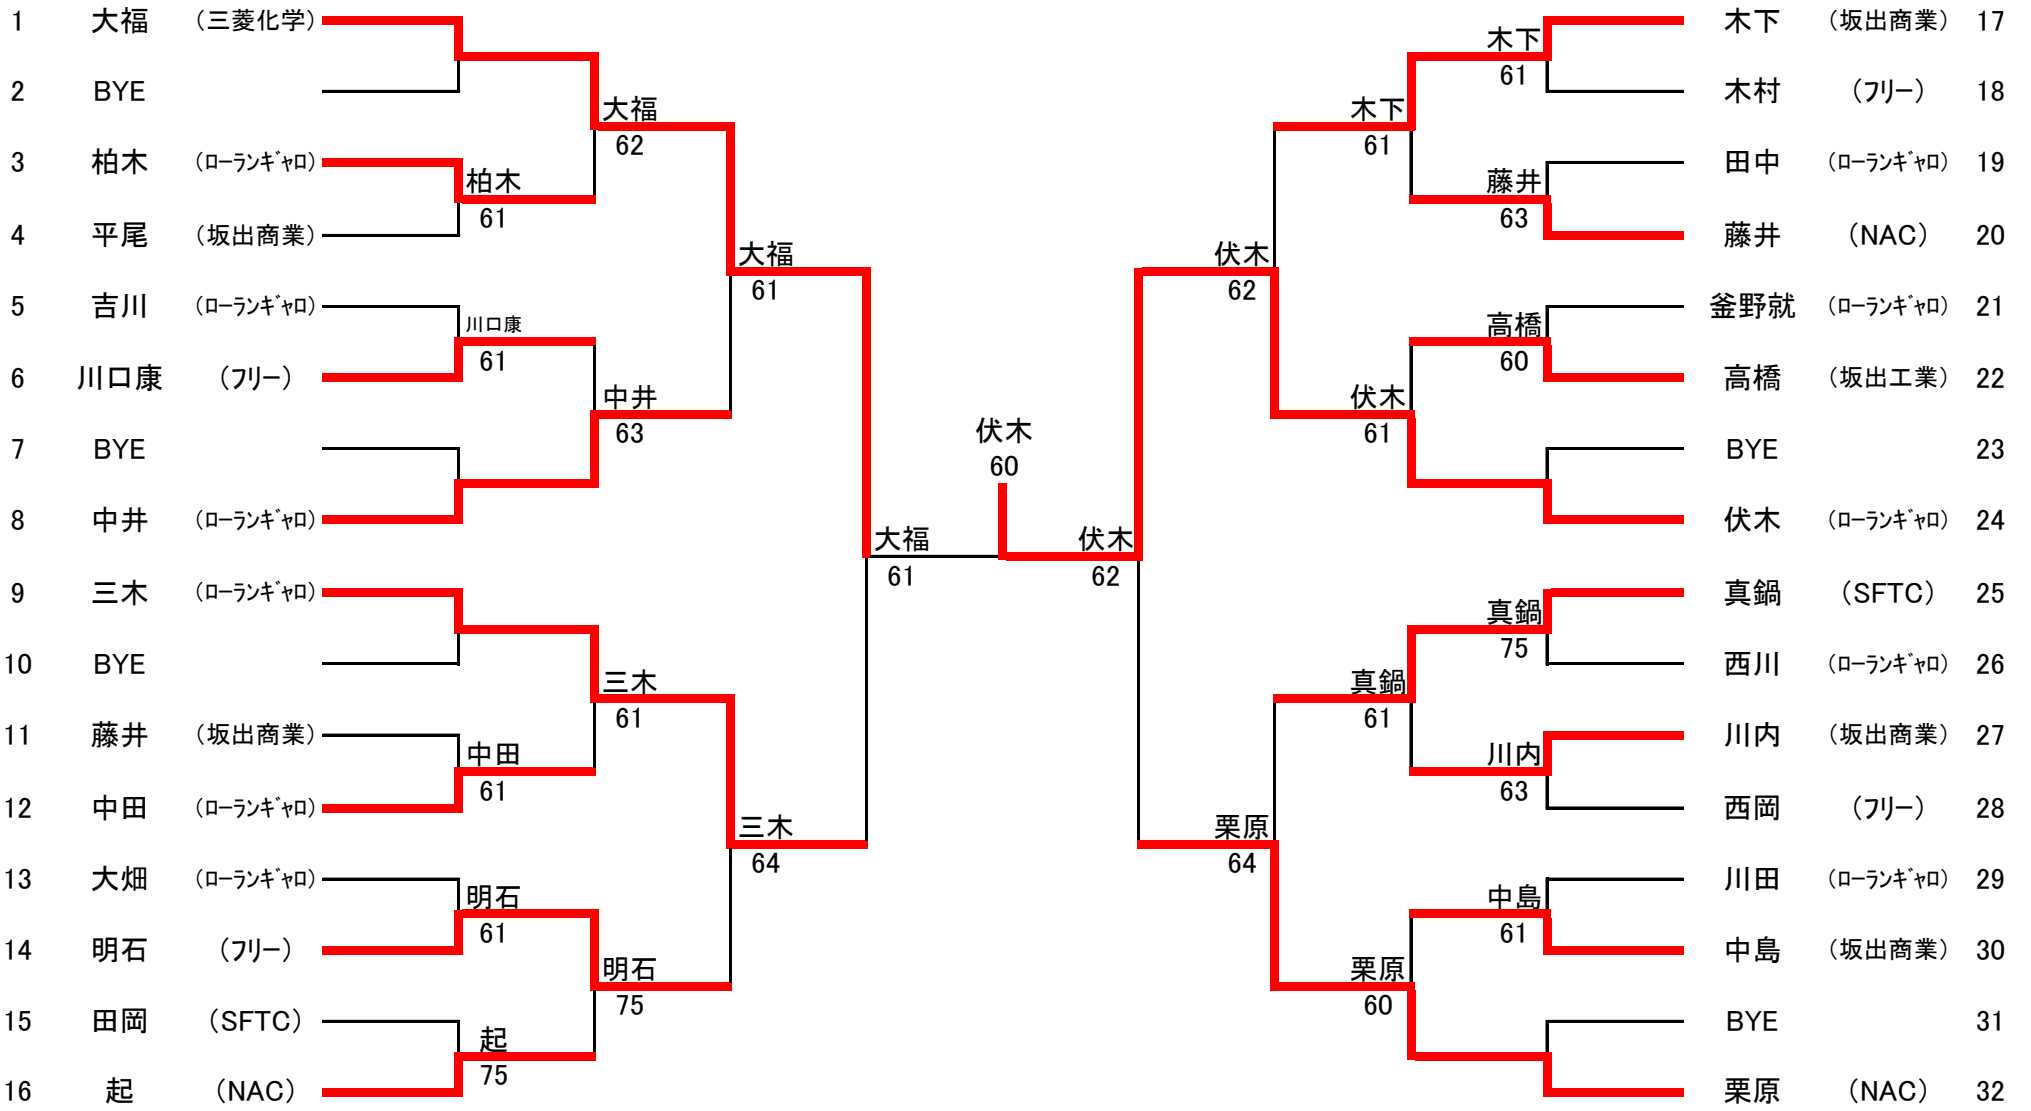 1 大福 (三菱化学)
2 BYE
3 柏木 (ローランギャロ)
4 平尾 (坂出商業)
5 吉川 (ローランギャロ)
6 川口康 (フリー)
7 BYE
8 中井 (ローランギャロ)
9 三木 (ローランギャロ)
10 BYE
11 藤井 (坂出商業)
12 中田 (ローランギャロ)
13 大畑 (ローランギャロ)
14 明石 (フリー)
15 田岡 (SFTC)
16 起 (NAC)
柏木
61
川口康
61
中田
61
明石
61
起
75
大福
62
中井
63
三木
61
明石
75
大福
61
三木
64
大福
61
伏木
60
伏木
62
伏木
62
栗原
64
木下
61
伏木
61
真鍋
61
栗原
60
木下
61
藤井
63
高橋
60
真鍋
75
川内
63
中島
61
木下 (坂出商業) 17
木村 (フリー) 18
田中 (ローランギャロ) 19
藤井 (NAC) 20
釜野就 (ローランギャロ) 21
高橋 (坂出工業) 22
BYE 23
伏木 (ローランギャロ) 24
真鍋 (SFTC) 25
西川 (ローランギャロ) 26
川内 (坂出商業) 27
西岡 (フリー) 28
川田 (ローランギャロ) 29
中島 (坂出商業) 30
BYE 31
栗原 (NAC) 32